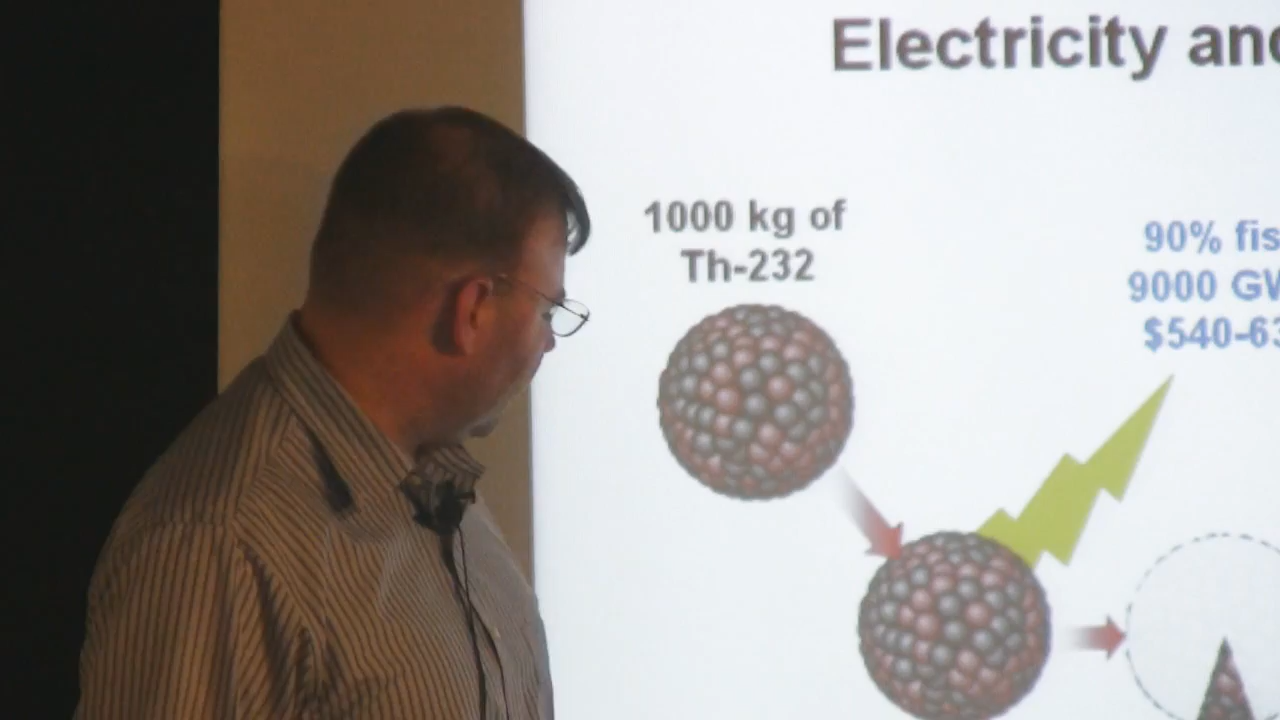 Electricity and
1000 kg of
Th-232
90% fis
9000 GW
$540-63